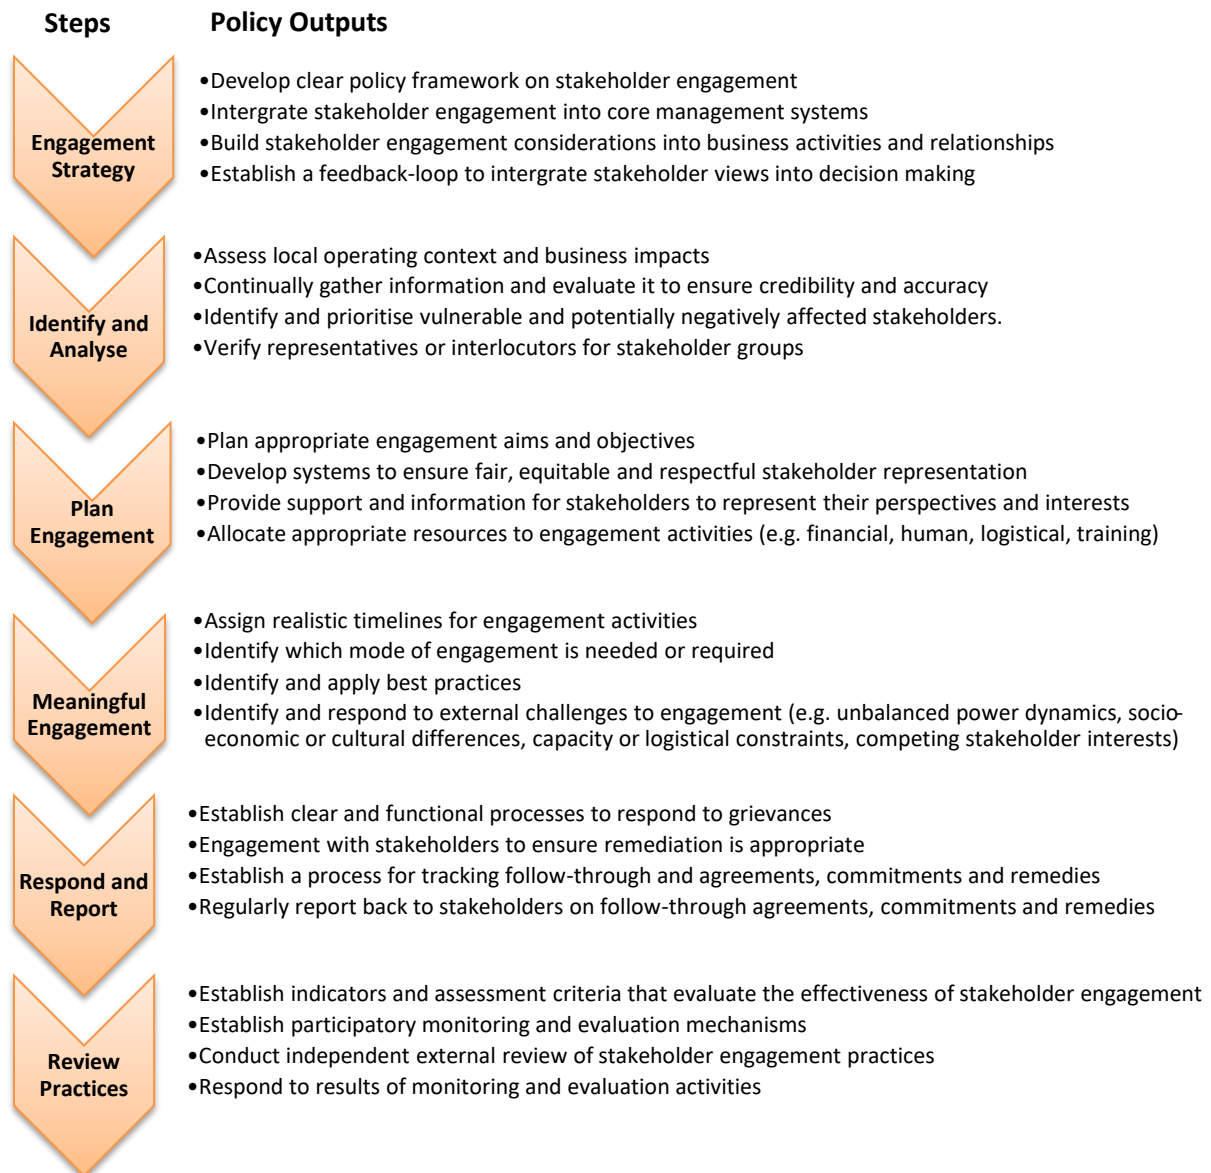 Steps Policy Outputs
Engagement
Strategy
•Develop clear policy framework on stakeholder engagement
•Intergrate stakeholder engagement into core management systems
•Build stakeholder engagement considerations into business activities and relationships
•Establish a feedback-loop to intergrate stakeholder views into decision making
Identify and
Analyse
•Assess local operating context and business impacts
•Continually gather information and evaluate it to ensure credibility and accuracy
•Identify and prioritise vulnerable and potentially negatively affected stakeholders.
•Verify representatives or interlocutors for stakeholder groups
Plan
Engagement
•Plan appropriate engagement aims and objectives
•Develop systems to ensure fair, equitable and respectful stakeholder representation
•Provide support and information for stakeholders to represent their perspectives and interests
•Allocate appropriate resources to engagement activities (e.g. financial, human, logistical, training)
Meaningful
Engagement
•Assign realistic timelines for engagement activities
•Identify which mode of engagement is needed or required
•Identify and apply best practices
•Identify and respond to external challenges to engagement (e.g. unbalanced power dynamics, socio-
economic or cultural differences, capacity or logistical constraints, competing stakeholder interests)
Respond and
Report
•Establish clear and functional processes to respond to grievances
•Engagement with stakeholders to ensure remediation is appropriate
•Establish a process for tracking follow-through and agreements, commitments and remedies
•Regularly report back to stakeholders on follow-through agreements, commitments and remedies
Review
Practices
•Establish indicators and assessment criteria that evaluate the effectiveness of stakeholder engagement
•Establish participatory monitoring and evaluation mechanisms
•Conduct independent external review of stakeholder engagement practices
•Respond to results of monitoring and evaluation activities